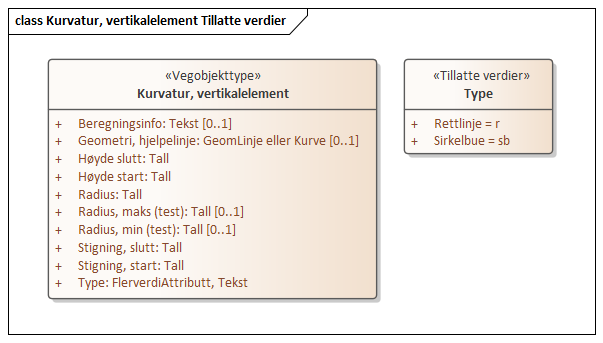 class Kurvatur, vertikalelement Tillatte verdier
«Vegobjekttype»
Kurvatur, vertikalelement
+ Beregningsinfo: Tekst [0..1]
+ Geometri, hjelpelinje: GeomLinje eller Kurve [0..1]
+ Høyde slutt: Tall
+ Høyde start: Tall
+ Radius: Tall
+ Radius, maks (test): Tall [0..1]
+ Radius, min (test): Tall [0..1]
+ Stigning, slutt: Tall
+ Stigning, start: Tall
+ Type: FlerverdiAttributt, Tekst
«Tillatte verdier»
Type
+ Rettlinje = r
+ Sirkelbue = sb